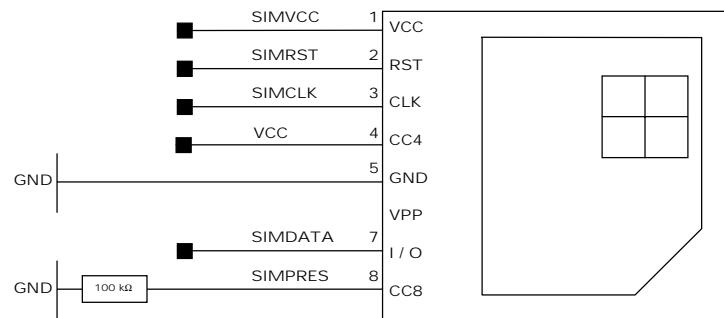 SIMVCC 1 VCC
SIMRST 2 RST
SIMCLK 3 CLK
VCC 4 CC4
GND 5 GND
VPP
SIMDATA 7 I / O
GND 100 kΩ SIMPRES 8 CC8